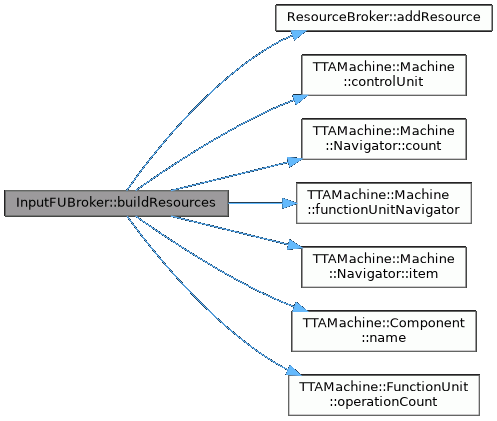 ResourceBroker::addResource
TTAMachine::Machine
::controlUnit
TTAMachine::Machine
::Navigator::count
InputFUBroker::buildResources
TTAMachine::Machine
::functionUnitNavigator
TTAMachine::Machine
::Navigator::item
TTAMachine::Component
::name
TTAMachine::FunctionUnit
::operationCount